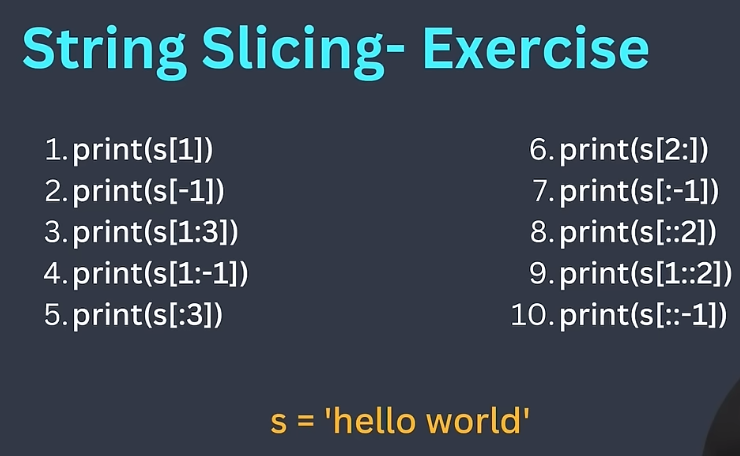 String Slicing- Exercise
1. print(s[1])
2. print(s[-1])
3. print(s[1:3])
4. print(s[1:-1])
5. print(s[:3])
6. print(s[2:])
7. print(s[:-1])
8. print(s[::2])
9. print(s[1::2])
10. print(s[::-1])
s = 'hello world'